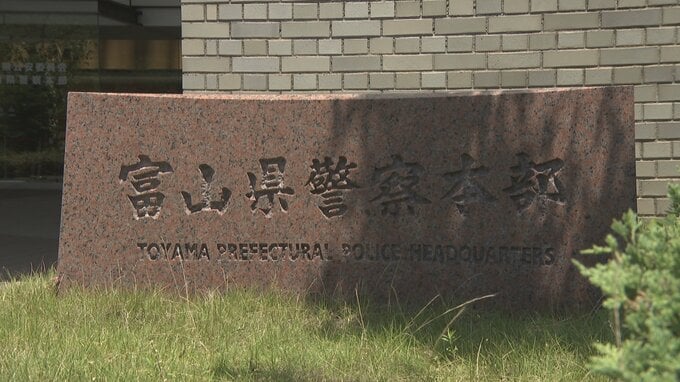 富山県警察本部
TOYAMA PREFECTURAL POLICE HEADQUARTERS